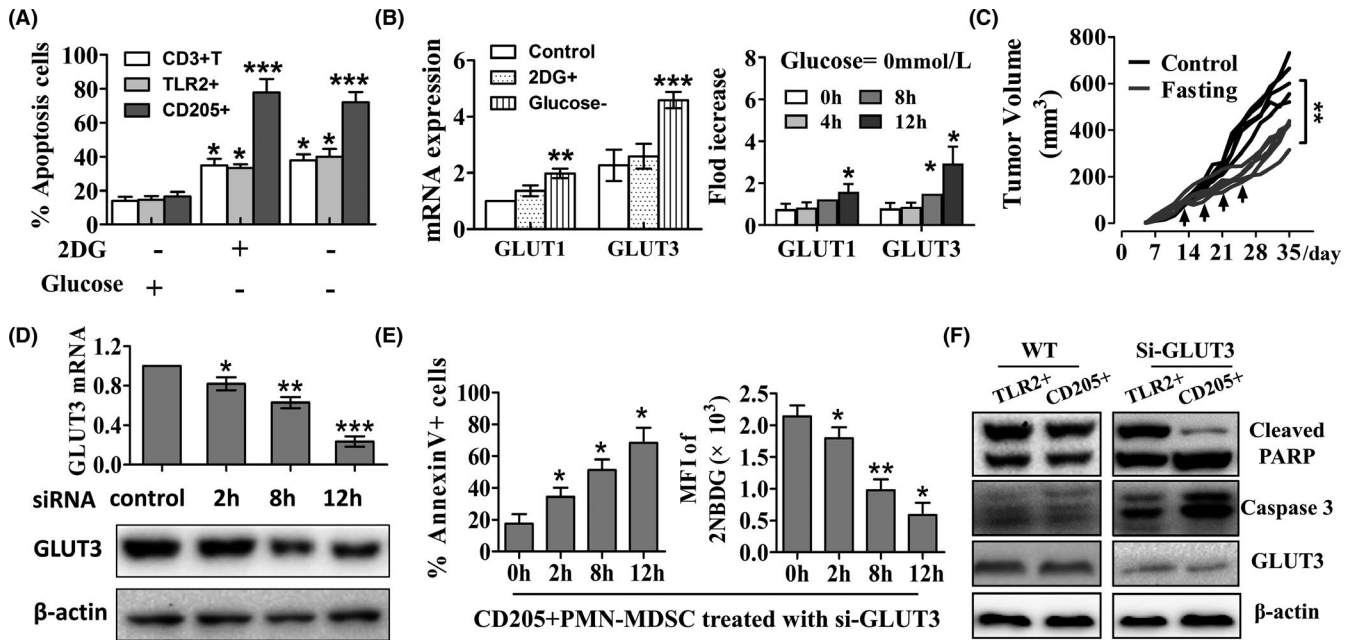 (A)
% Apoptosis cells
100
80
60
40
20
0
CD3+T
TLR2+
CD205+
* * ***
* * ***
2DG - + -
Glucose + - -
(B)
mRNA expression
6
4
2
0
Control
2DG+
Glucose-
**
***
GLUT1 GLUT3
Flod iecrease
8
6
4
2
0
Glucose= 0mmol/L
0h 8h
4h 12h
*
* *
GLUT1 GLUT3
(C)
Tumor Volume
(mm3)
800
600
400
200
0
Control
Fasting
**
0 7 14 21 28 35/day
(D)
GLUT3 mRNA
1.2
0.8
0.4
0.0
* ** ***
siRNA control 2h 8h 12h
GLUT3
β-actin
(E)
% Annexin V+ cells
100
80
60
40
20
0
* * *
0h 2h 8h 12h
MFI of
2NBDG (× 10³)
2.5
2.0
1.5
1.0
0.5
0.0
* ** *
0h 2h 8h 12h
CD205+PMN-MDSC treated with si-GLUT3
(F)
WT Si-GLUT3
TLR2+ CD205+ TLR2+ CD205+
Cleaved
PARP
Caspase 3
GLUT3
β-actin